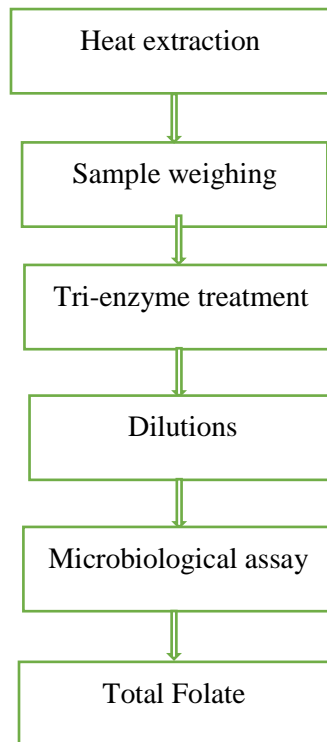 Heat extraction
Sample weighing
Tri-enzyme treatment
Dilutions
Microbiological assay
Total Folate